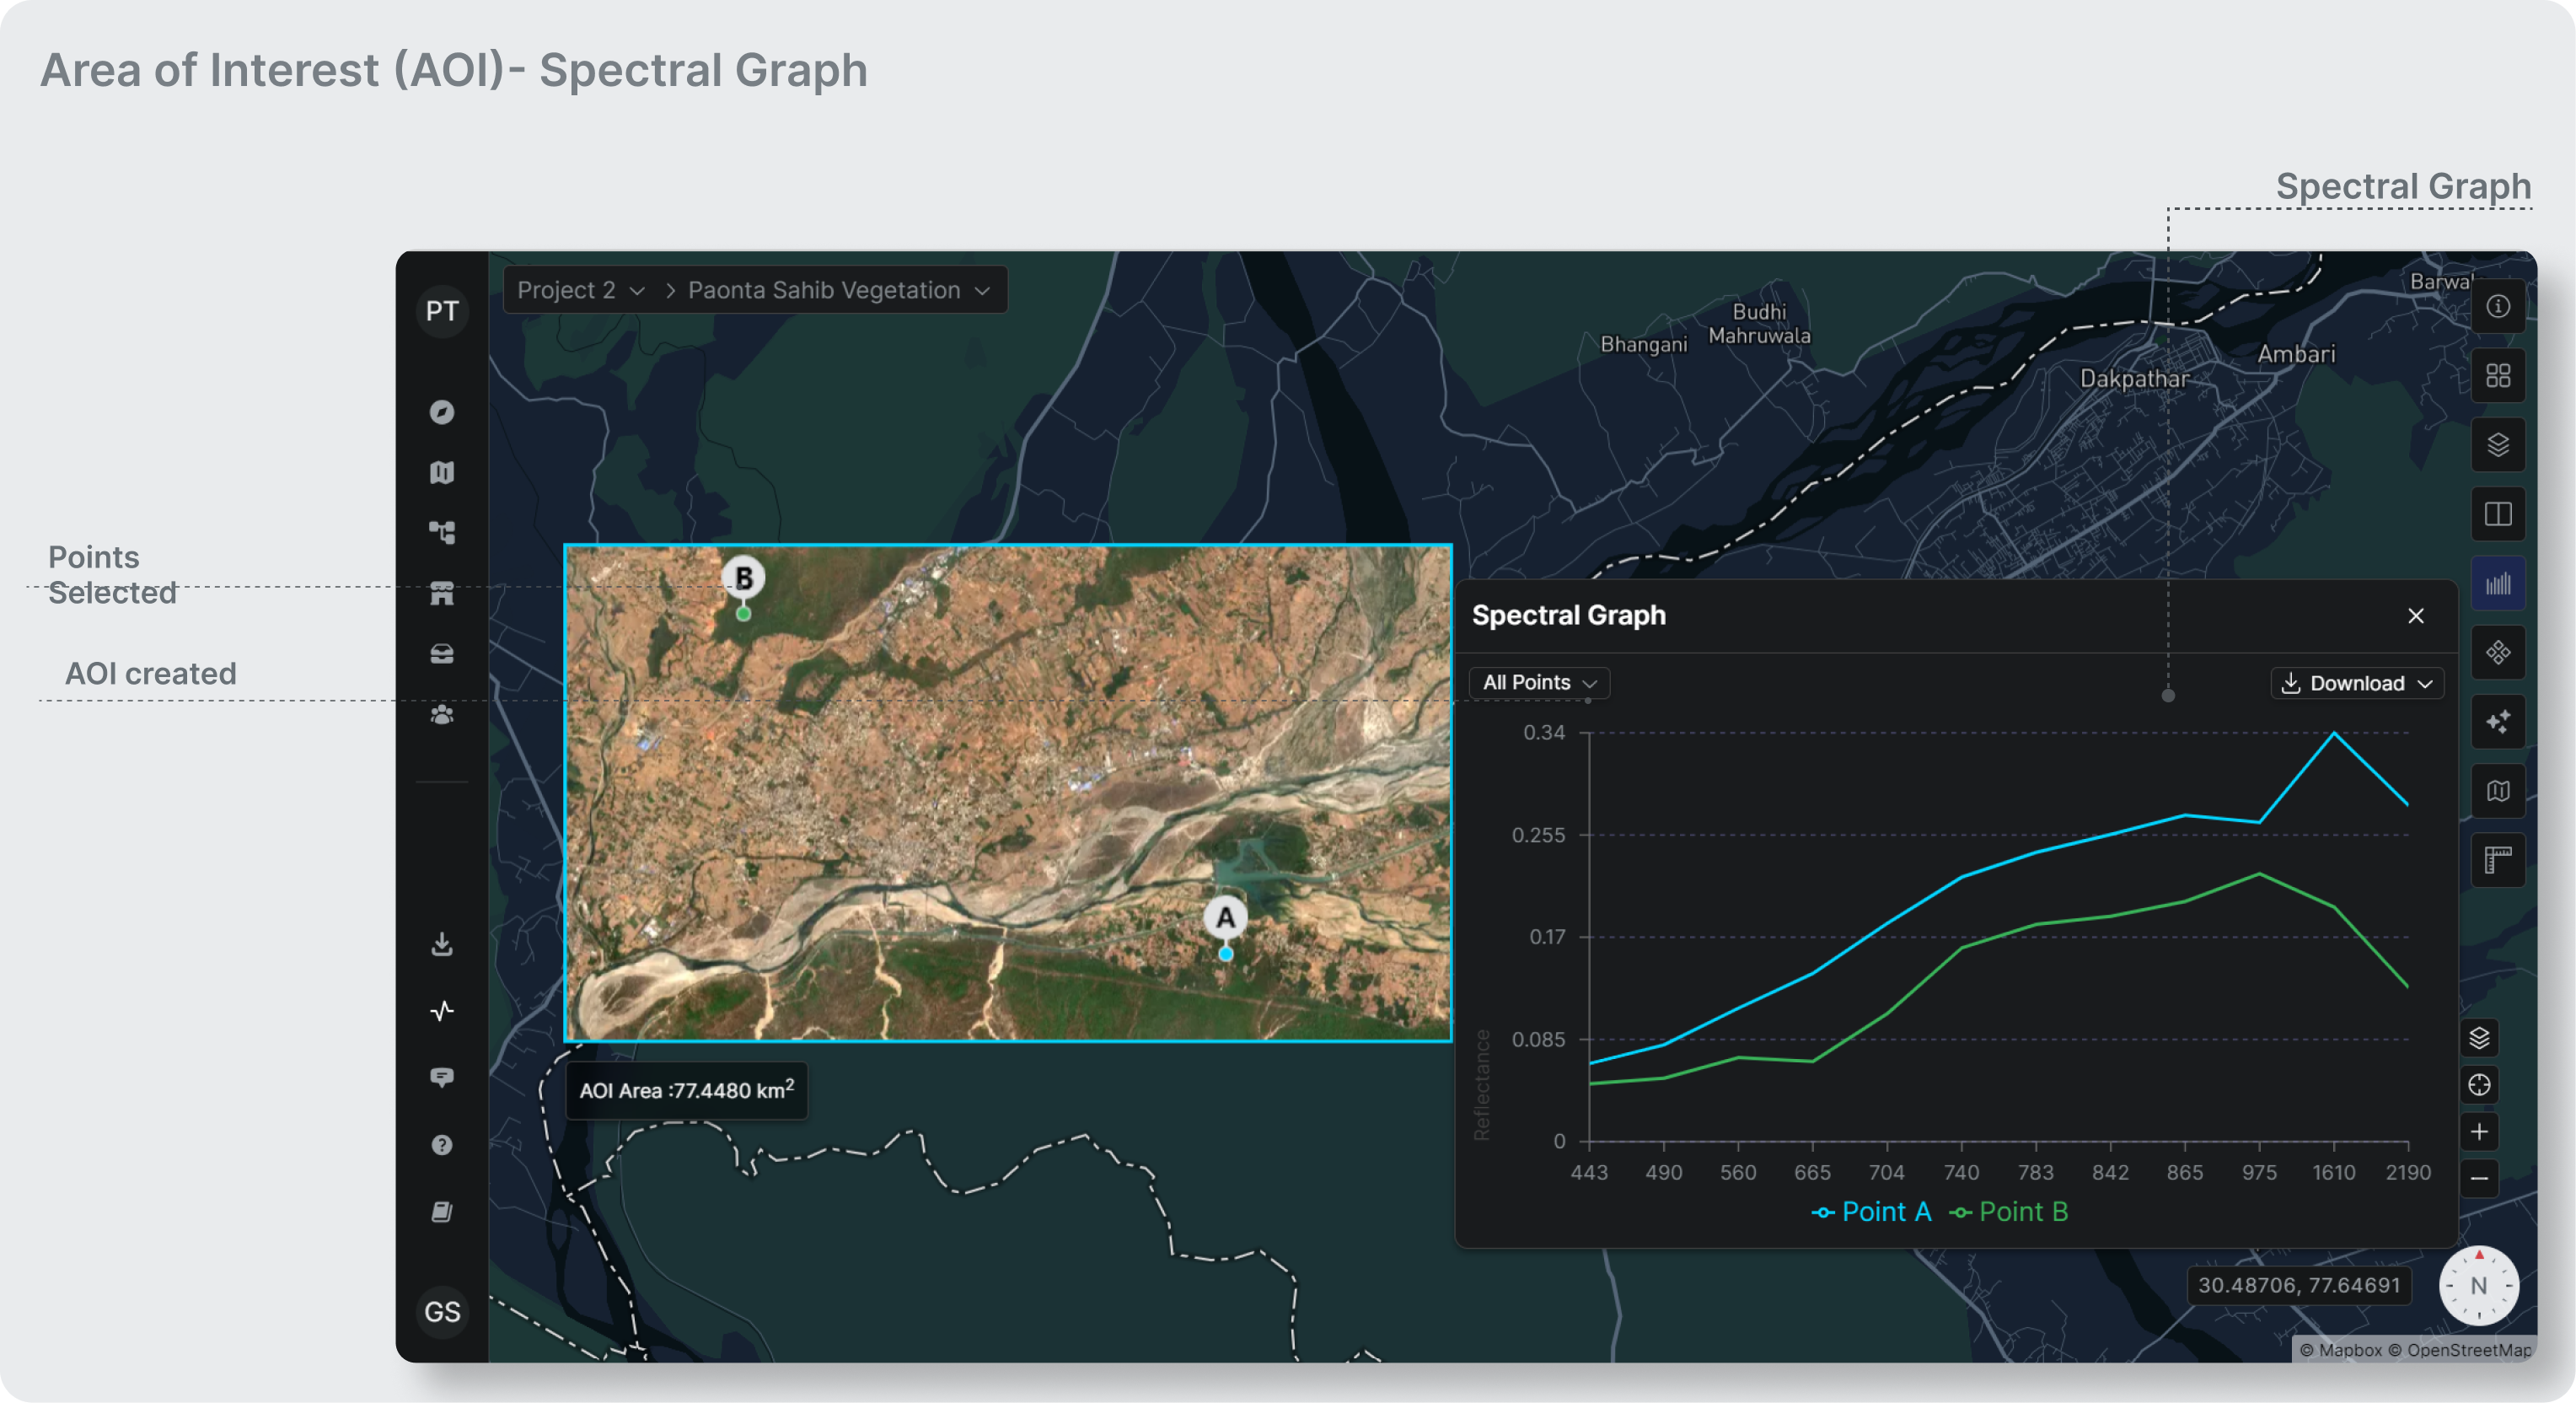 Area of Interest (AOI)- Spectral Graph
Spectral Graph
Points
Selected
AOI created
PT
Project 2 > Paonta Sahib Vegetation
Bhangani
Budhi
Mahruwala
Dakpathar
Ambari
Barwal
B
A
AOI Area :77.4480 km²
Spectral Graph
All Points
Download
0.34
0.255
0.17
0.085
0
Reflectance
443 490 560 665 704 740 783 842 865 975 1610 2190
Point A Point B
30.48706, 77.64691
N
GS
© Mapbox © OpenStreetMap